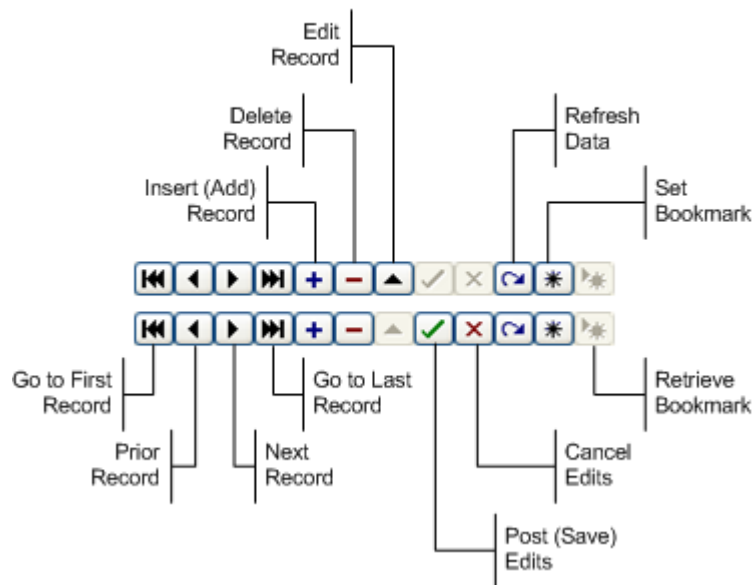 Edit
Record
Delete
Record
Refresh
Data
Insert (Add)
Record
Set
Bookmark
Go to First
Record
Go to Last
Record
Retrieve
Bookmark
Prior
Record
Next
Record
Cancel
Edits
Post (Save)
Edits